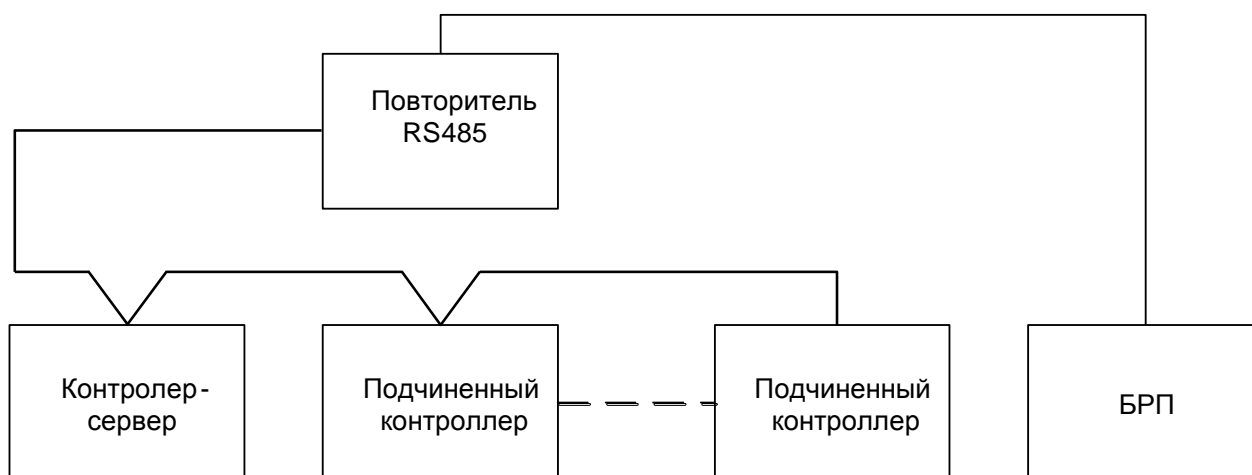 Повторитель
RS485
Контролер-
сервер
Подчиненный
контроллер
Подчиненный
контроллер
БРП